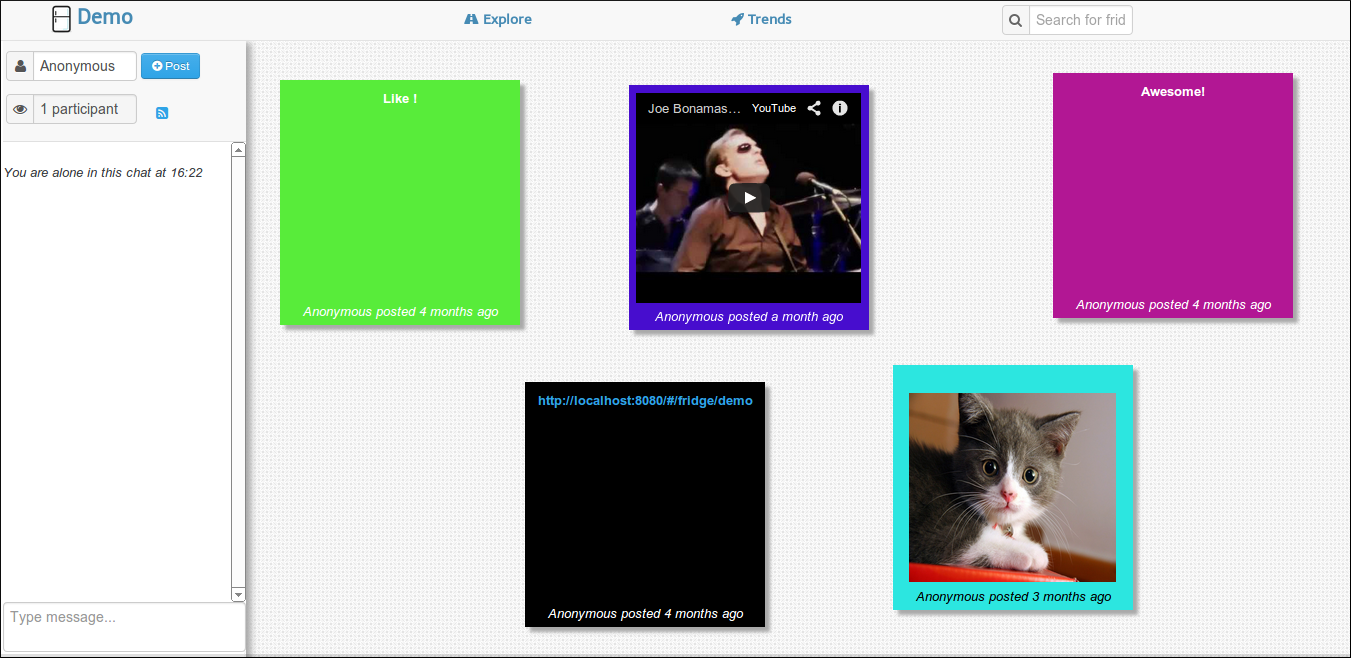 Demo
Explore
Trends
Search for frid
Anonymous
Post
1 participant
You are alone in this chat at 16:22
Type message...
Like !
Anonymous posted 4 months ago
Joe Bonamas...
YouTube
Anonymous posted a month ago
Awesome!
Anonymous posted 4 months ago
http://localhost:8080/#/fridge/demo
Anonymous posted 4 months ago
Anonymous posted 3 months ago